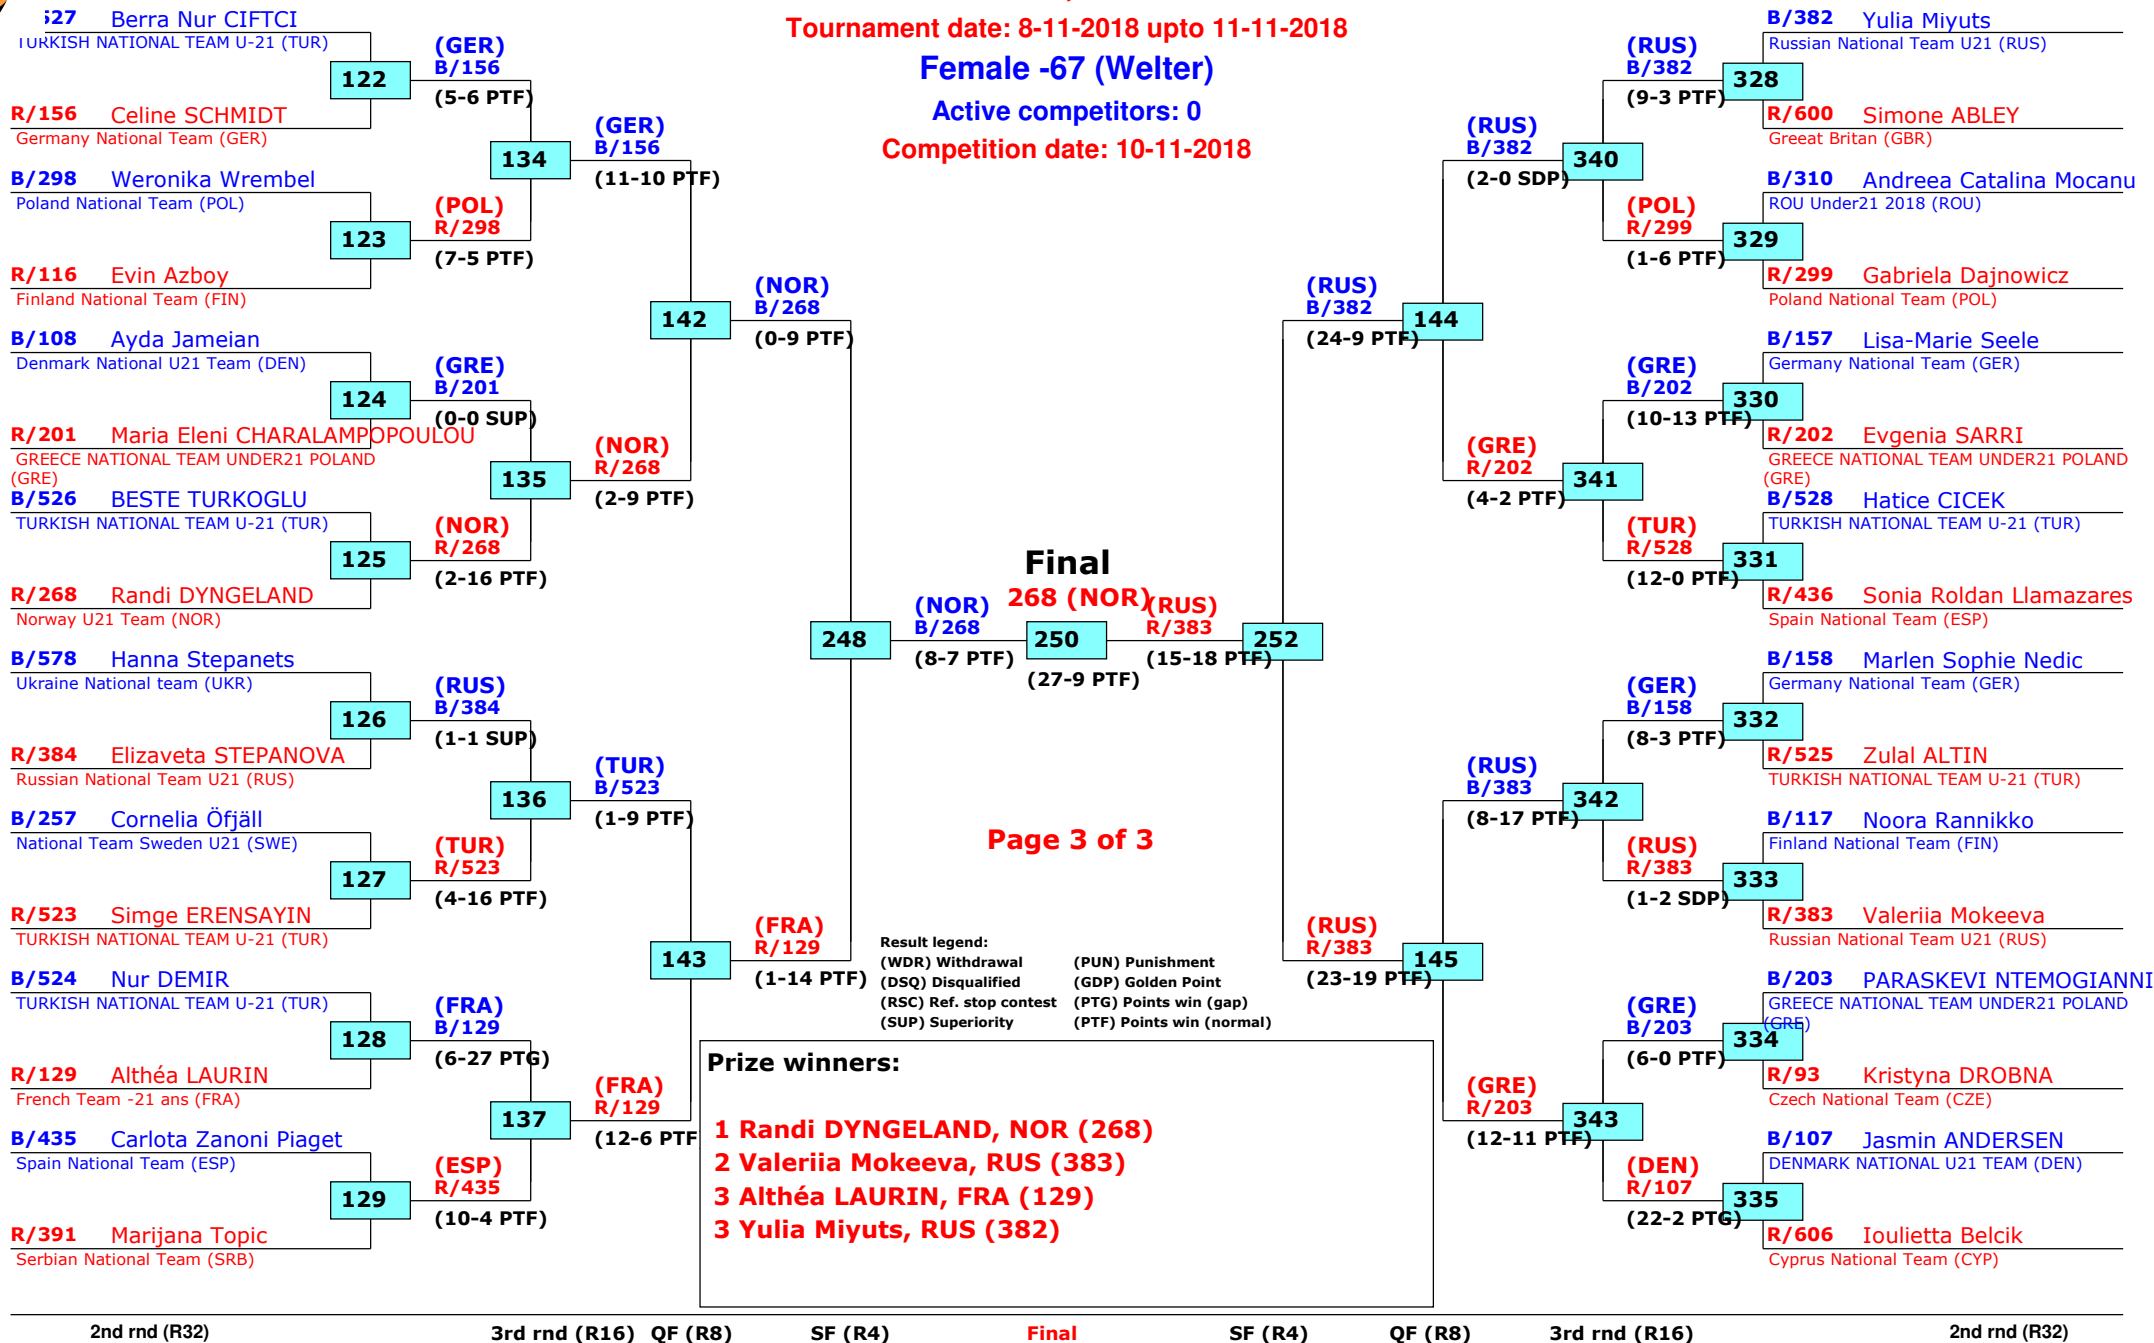 Tournament date: 8-11-2018 upto 11-11-2018
Female -67 (Welter)
Active competitors: 0
Competition date: 10-11-2018
527 Berra Nur CIFTCI
TURKISH NATIONAL TEAM U-21 (TUR)
122
R/156 Celine SCHMIDT
Germany National Team (GER)
B/298 Weronika Wrembel
Poland National Team (POL)
123
R/116 Evin Azboy
Finland National Team (FIN)
B/108 Ayda Jameian
Denmark National U21 Team (DEN)
124
R/201 Maria Eleni CHARALAMPOPOULOU
GREECE NATIONAL TEAM UNDER21 POLAND
(GRE)
B/526 BESTE TURKOGLU
TURKISH NATIONAL TEAM U-21 (TUR)
125
R/268 Randi DYNGELAND
Norway U21 Team (NOR)
B/578 Hanna Stepanets
Ukraine National team (UKR)
126
R/384 Elizaveta STEPANOVA
Russian National Team U21 (RUS)
B/257 Cornelia Öfjäll
National Team Sweden U21 (SWE)
127
R/523 Simge ERENSAYIN
TURKISH NATIONAL TEAM U-21 (TUR)
B/524 Nur DEMIR
TURKISH NATIONAL TEAM U-21 (TUR)
128
R/129 Althéa LAURIN
French Team -21 ans (FRA)
B/435 Carlota Zanoni Piaget
Spain National Team (ESP)
129
R/391 Marijana Topic
Serbian National Team (SRB)
(GER)
B/156
(5-6 PTF)
134
(POL)
R/298
(7-5 PTF)
(GRE)
B/201
(0-0 SUP)
135
(NOR)
R/268
(2-16 PTF)
(RUS)
B/384
(1-1 SUP)
136
(TUR)
R/523
(4-16 PTF)
(FRA)
B/129
(6-27 PTG)
137
(ESP)
R/435
(10-4 PTF)
(GER)
B/156
(11-10 PTF)
142
(NOR)
R/268
(2-9 PTF)
(TUR)
B/523
(1-9 PTF)
143
(FRA)
R/129
(12-6 PTF
(NOR)
B/268
(0-9 PTF)
248
(FRA)
R/129
(1-14 PTF)
Final
268 (NOR)
(NOR)
B/268
(8-7 PTF)
250
(27-9 PTF)
(RUS)
R/383
(15-18 PTF)
252
Page 3 of 3
(RUS)
B/382
(24-9 PTF)
144
(RUS)
R/383
(23-19 PTF)
145
(RUS)
B/382
(2-0 SDP)
340
(GRE)
R/202
(4-2 PTF)
341
(RUS)
B/383
(8-17 PTF)
342
(GRE)
R/203
(12-11 PTF)
343
(RUS)
B/382
(9-3 PTF)
328
(POL)
R/299
(1-6 PTF)
329
(GRE)
B/202
(10-13 PTF)
330
(TUR)
R/528
(12-0 PTF)
331
(GER)
B/158
(8-3 PTF)
332
(RUS)
R/383
(1-2 SDP)
333
(GRE)
B/203
(6-0 PTF)
334
(DEN)
R/107
(22-2 PTG)
335
B/382 Yulia Miyuts
Russian National Team U21 (RUS)
R/600 Simone ABLEY
Greeat Britan (GBR)
B/310 Andreea Catalina Mocanu
ROU Under21 2018 (ROU)
R/299 Gabriela Dajnowicz
Poland National Team (POL)
B/157 Lisa-Marie Seele
Germany National Team (GER)
R/202 Evgenia SARRI
GREECE NATIONAL TEAM UNDER21 POLAND
(GRE)
B/528 Hatice CICEK
TURKISH NATIONAL TEAM U-21 (TUR)
R/436 Sonia Roldan Llamazares
Spain National Team (ESP)
B/158 Marlen Sophie Nedic
Germany National Team (GER)
R/525 Zulal ALTIN
TURKISH NATIONAL TEAM U-21 (TUR)
B/117 Noora Rannikko
Finland National Team (FIN)
R/383 Valeriia Mokeeva
Russian National Team U21 (RUS)
B/203 PARASKEVI NTEMOGIANNI
GREECE NATIONAL TEAM UNDER21 POLAND
(GRE)
R/93 Kristyna DROBNA
Czech National Team (CZE)
B/107 Jasmin ANDERSEN
DENMARK NATIONAL U21 TEAM (DEN)
R/606 Ioulietta Belcik
Cyprus National Team (CYP)
Result legend:
(WDR) Withdrawal (PUN) Punishment
(DSQ) Disqualified (GDP) Golden Point
(RSC) Ref. stop contest (PTG) Points win (gap)
(SUP) Superiority (PTF) Points win (normal)
Prize winners:
1 Randi DYNGELAND, NOR (268)
2 Valeriia Mokeeva, RUS (383)
3 Althéa LAURIN, FRA (129)
3 Yulia Miyuts, RUS (382)
2nd rnd (R32) 3rd rnd (R16) QF (R8) SF (R4) Final SF (R4) QF (R8) 3rd rnd (R16) 2nd rnd (R32)